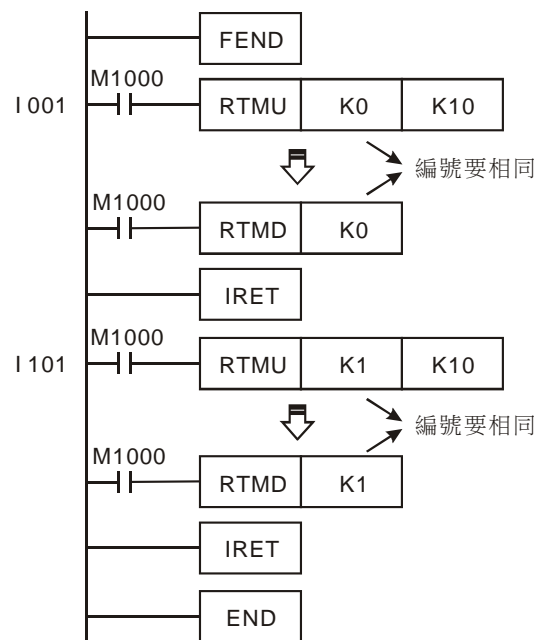 FEND
M1000
I 001 RTMU K0 K10
編號要相同
M1000
RTMD K0
IRET
M1000
I 101 RTMU K1 K10
編號要相同
M1000
RTMD K1
IRET
END